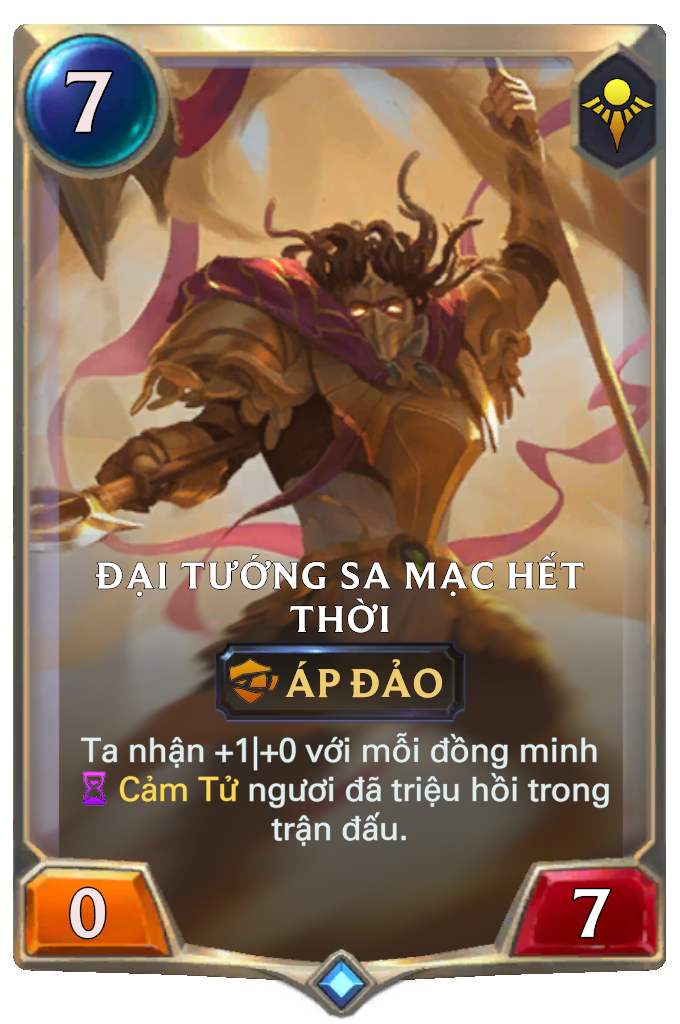 7
ĐẠI TƯỚNG SA MẠC HẾT
THỜI
ÁP ĐẢO
Ta nhận +1|+0 với mỗi đồng minh
Cảm Tử ngươi đã triệu hồi trong
trận đấu.
0
7